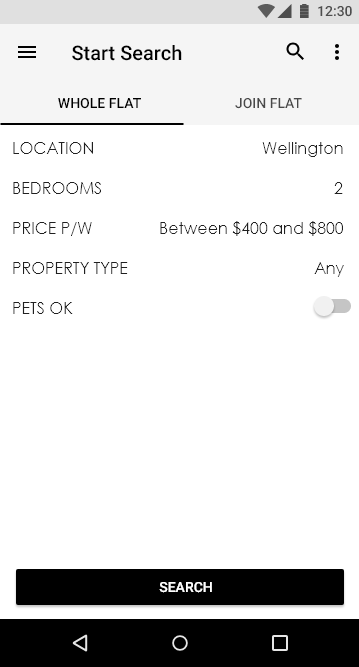 12:30
Start Search
WHOLE FLAT JOIN FLAT
LOCATION Wellington
BEDROOMS 2
PRICE P/W Between $400 and $800
PROPERTY TYPE Any
PETS OK
SEARCH